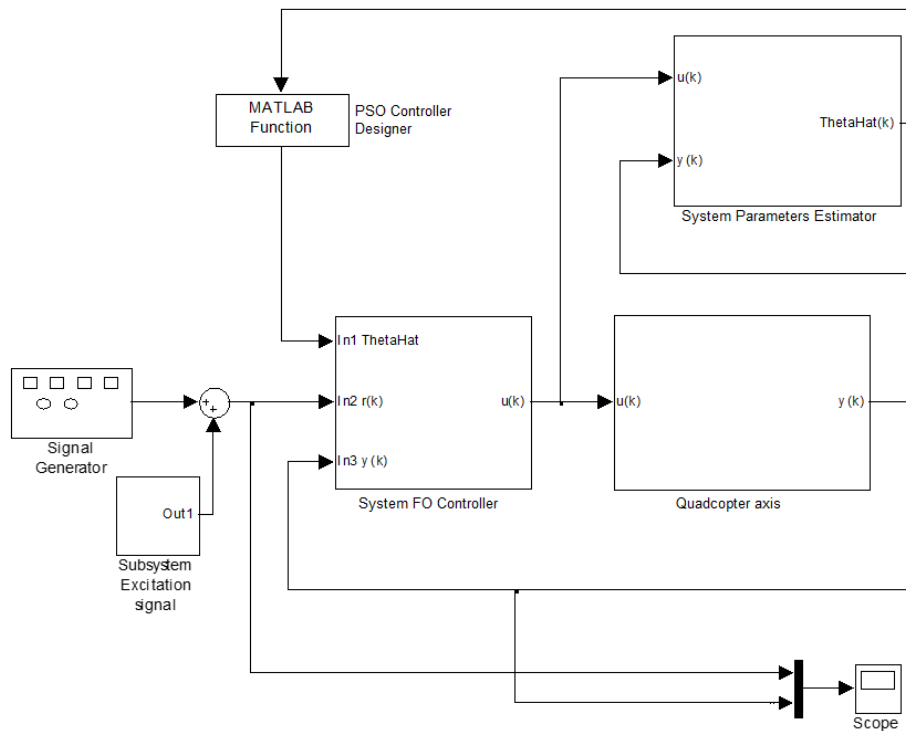 MATLAB
Function
PSO Controller
Designer
u(k)
ThetaHat(k)
y (k)
System Parameters Estimator
In1 ThetaHat
In2 r(k)
u(k)
In3 y (k)
System FO Controller
u(k)
y (k)
Quadcopter axis
+
+
Signal
Generator
Out1
Subsystem
Excitation
signal
Scope